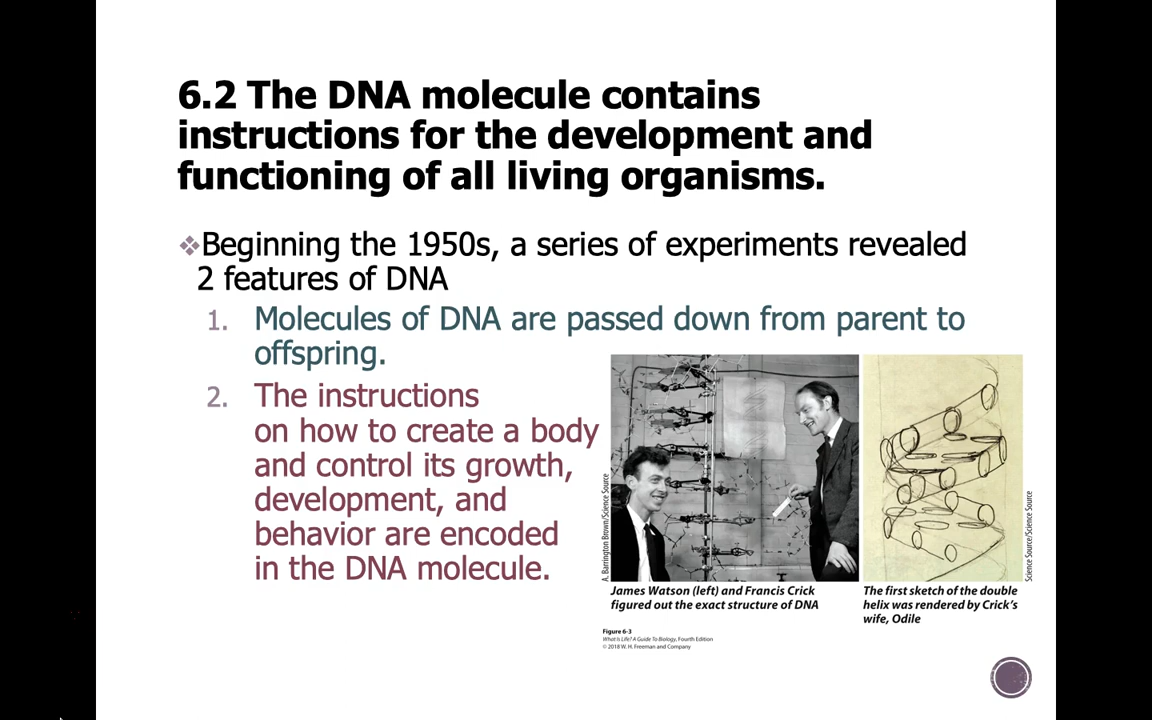 6.2 The DNA molecule contains
instructions for the development and
functioning of all living organisms.
❖Beginning the 1950s, a series of experiments revealed
2 features of DNA
1. Molecules of DNA are passed down from parent to
offspring.
2. The instructions
on how to create a body
and control its growth,
development, and
behavior are encoded
in the DNA molecule.
A. Barrington Brown/Science Source
Science Source/Science Source
James Watson (left) and Francis Crick
figured out the exact structure of DNA
The first sketch of the double
helix was rendered by Crick's
wife, Odile
Figure 6-3
What Is Life? A Guide To Biology, Fourth Edition
© 2018 W. H. Freeman and Company